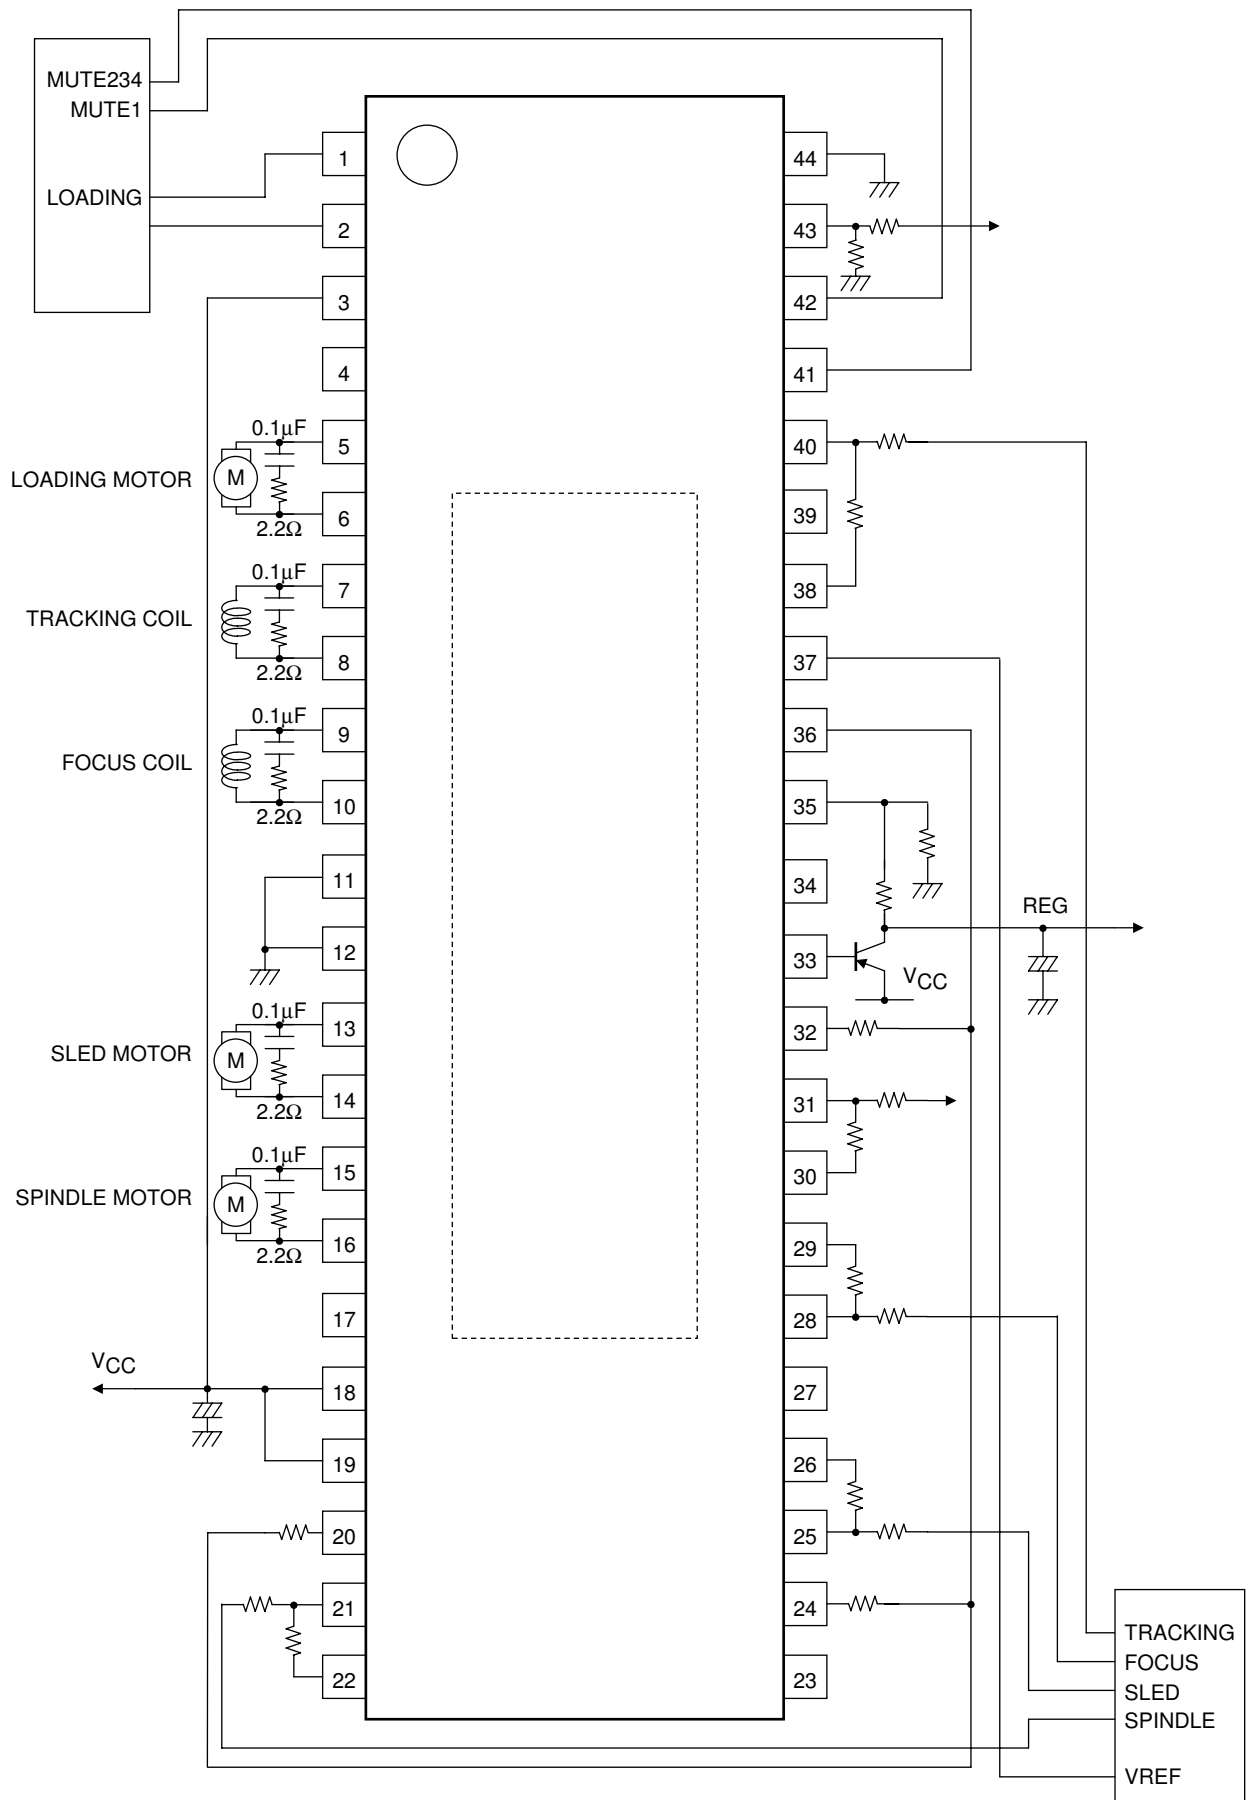 MUTE234
MUTE1
LOADING
1
44
2
43
3
42
4
41
0.1μF
5
40
LOADING MOTOR
M
6
39
2.2Ω
0.1μF
7
38
TRACKING COIL
8
37
2.2Ω
0.1μF
9
36
FOCUS COIL
10
35
2.2Ω
11
34
REG
12
33
VCC
0.1μF
13
32
SLED MOTOR
M
14
31
2.2Ω
0.1μF
15
30
SPINDLE MOTOR
M
16
29
2.2Ω
17
28
VCC
18
27
19
26
20
25
21
24
22
23
TRACKING
FOCUS
SLED
SPINDLE
VREF